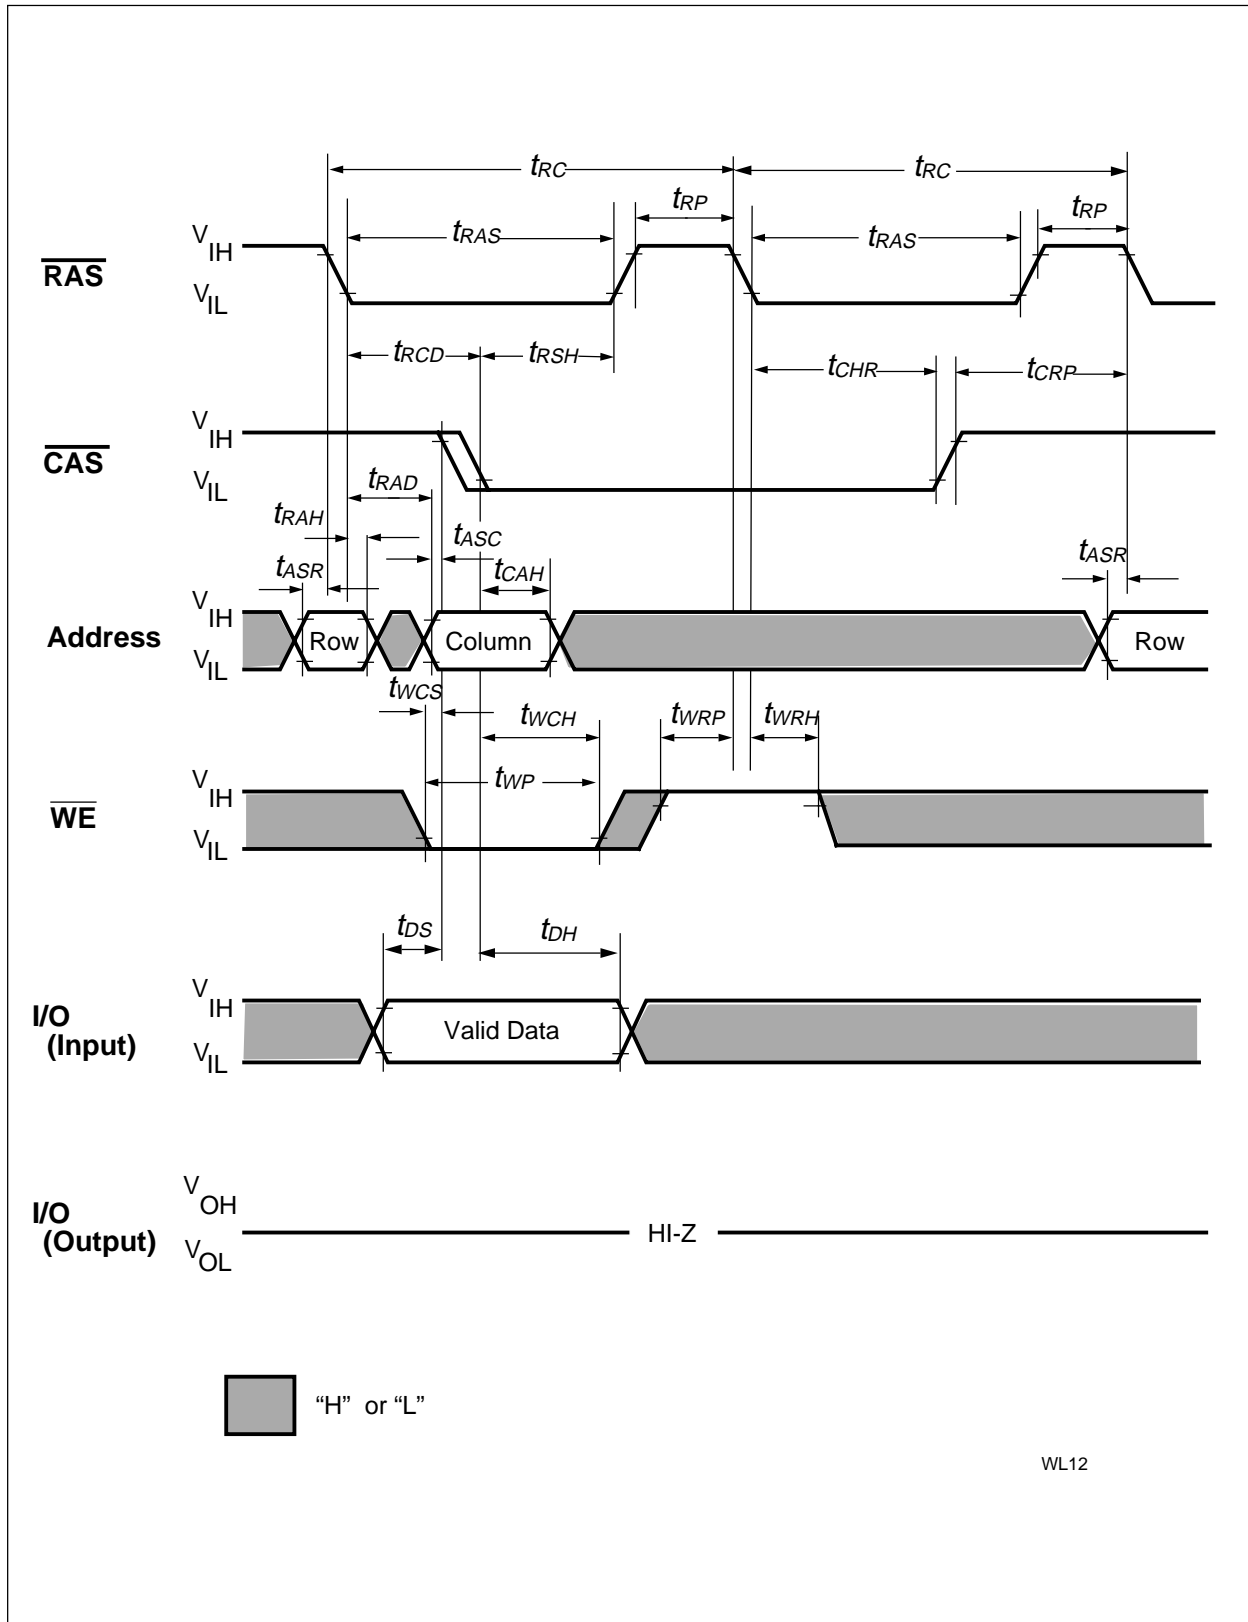 tRC tRC
tRP tRP
tRAS tRAS
RAS VIH
VIL
tRCD tRSH tCHR tCRP
CAS VIH
VIL
tRAD
tRAH
tASC
tASR tCAH tASR
Address VIH
VIL
Row Column Row
tWCS
tWCH tWRP tWRH
tWP
WE VIH
VIL
tDS tDH
I/O
(Input)
VIH
VIL
Valid Data
I/O
(Output)
VOH
VOL
HI-Z
“H” or “L”
WL12